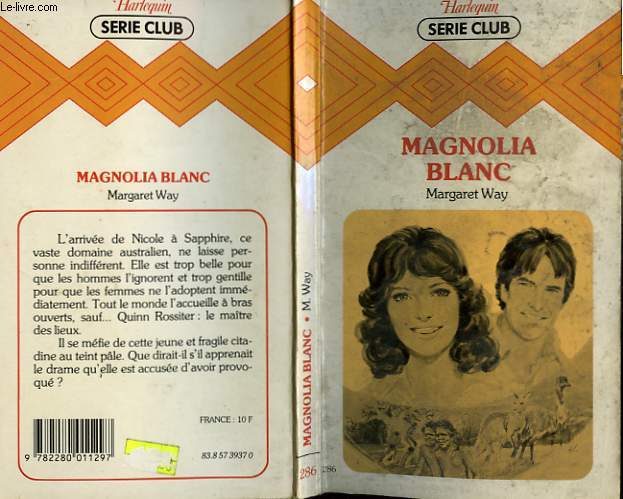 Le-livre.com
Harlequin
SERIE CLUB
MAGNOLIA BLANC
Margaret Way
L'arrivée de Nicole à Sapphire, ce
vaste domaine australien, ne laisse per-
sonne indifférent. Elle est trop belle pour
que les hommes l'ignorent et trop gentille
pour que les femmes ne l'adoptent immé-
diatement. Tout le monde l'accueille à bras
ouverts, sauf... Quinn Rossiter : le maître
des lieux.
Il se méfie de cette jeune et fragile cita-
dine au teint pâle. Que dirait-il s'il apprenait
le drame qu'elle est accusée d'avoir provo-
qué ?
FRANCE : 10 F
9 782280 011297
83.8 57 3937 0
MAGNOLIA BLANC • M. Way
286
Harlequin
SERIE CLUB
MAGNOLIA
BLANC
Margaret Way
286